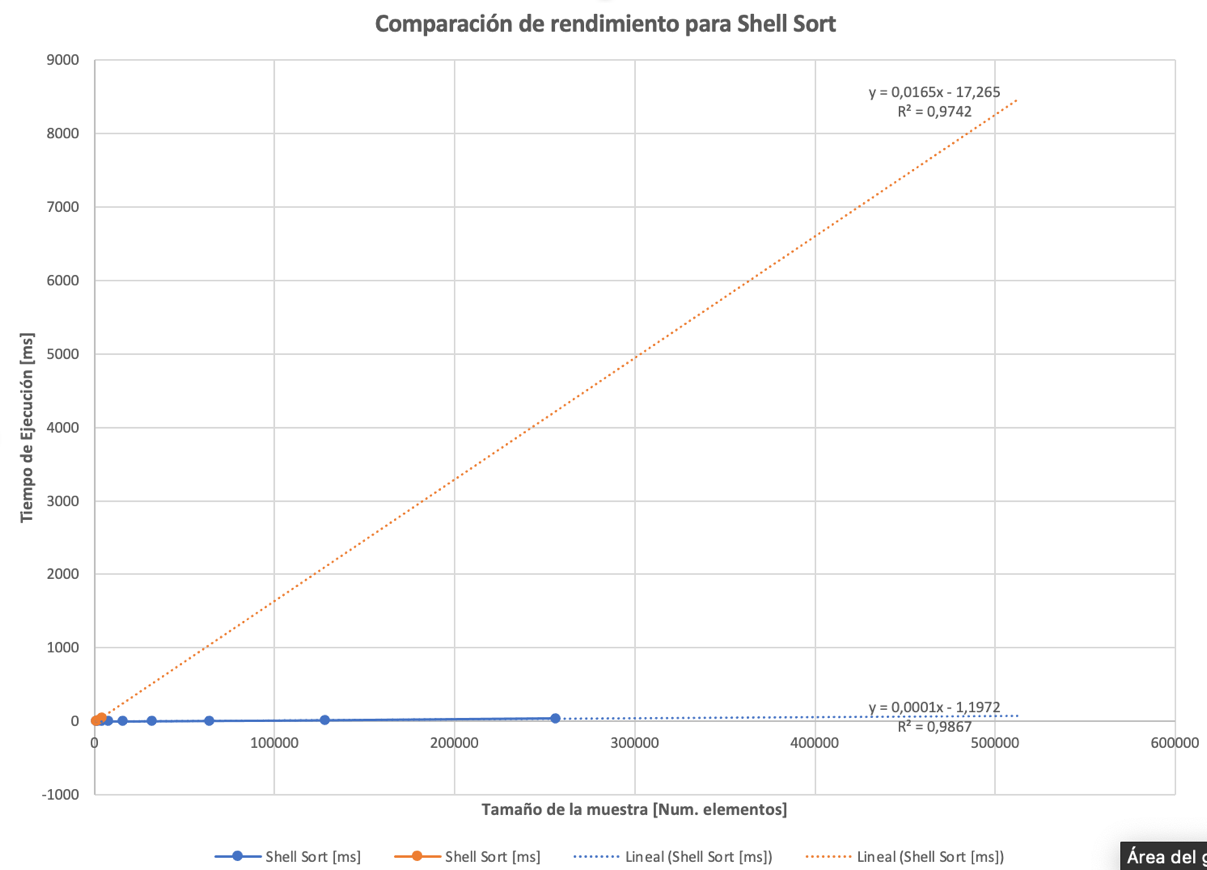 Comparación de rendimiento para Shell Sort
9000
8000
7000
6000
5000
4000
3000
2000
1000
0
-1000
Tiempo de Ejecución [ms]
y = 0,0165x - 17,265
R² = 0,9742
y = 0,0001x - 1,1972
R² = 0,9867
0 100000 200000 300000 400000 500000 600000
Tamaño de la muestra [Num. elementos]
Shell Sort [ms] Shell Sort [ms] Lineal (Shell Sort [ms]) Lineal (Shell Sort [ms])
Área del